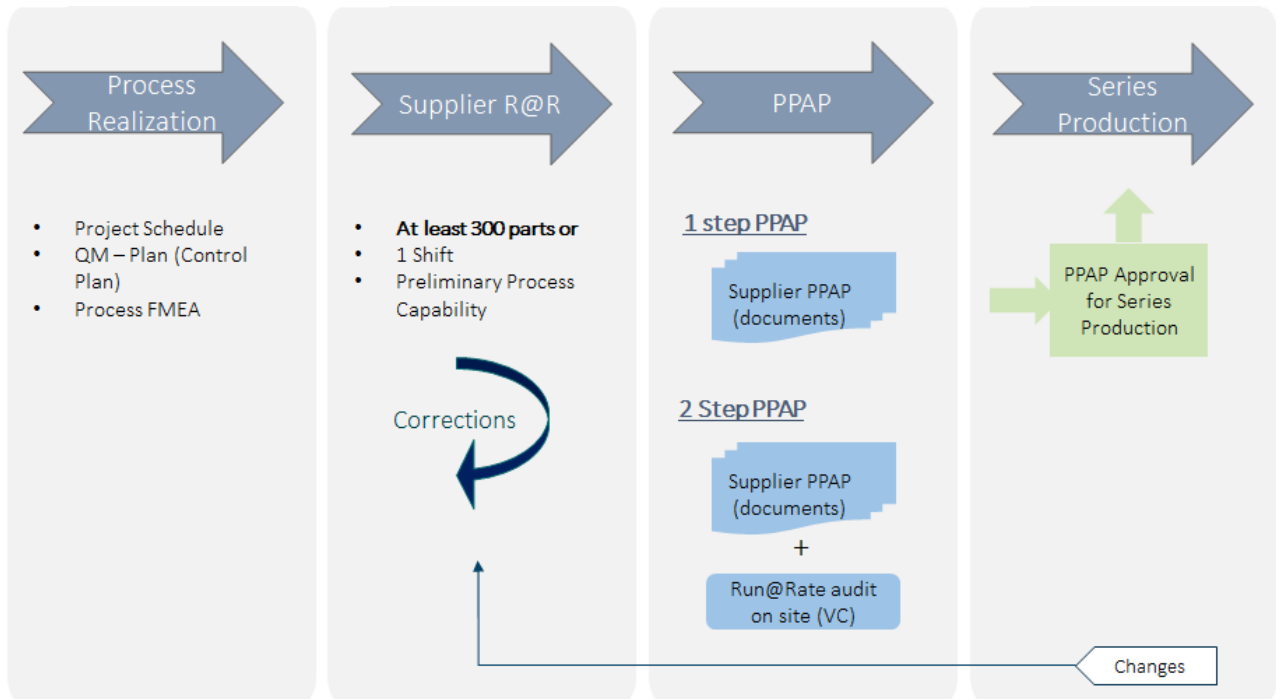 Process
Realization
Supplier R@R
PPAP
Series
Production
• Project Schedule
• QM – Plan (Control
Plan)
• Process FMEA
• At least 300 parts or
• 1 Shift
• Preliminary Process
Capability
Corrections
1 step PPAP
Supplier PPAP
(documents)
2 Step PPAP
Supplier PPAP
(documents)
+
Run@Rate audit
on site (VC)
PPAP Approval
for Series
Production
Changes